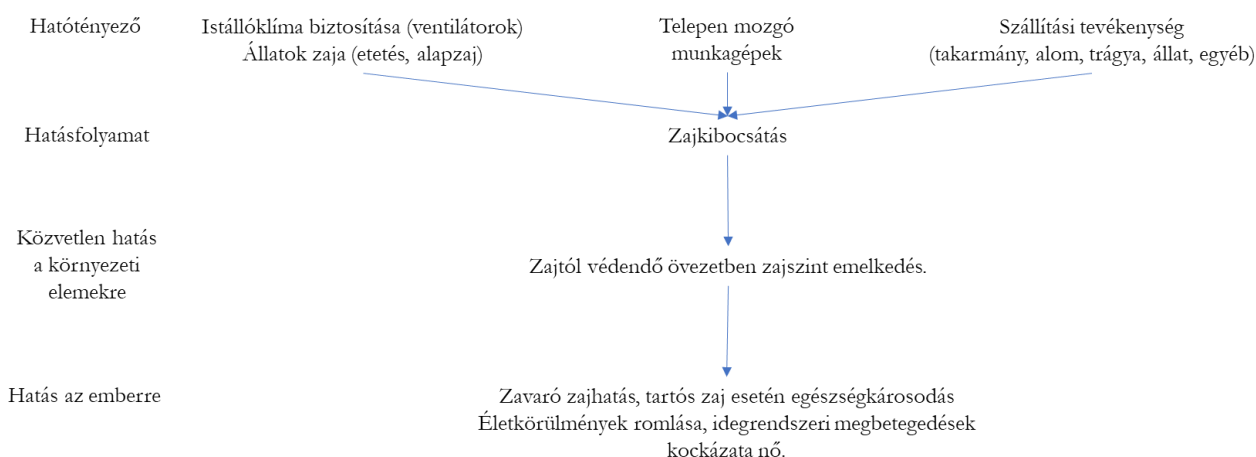 Hatótényező
Istállóklíma biztosítása (ventilátorok)
Állatok zaja (etetés, alapzaj)
Telepen mozgó
munkagépek
Szállítási tevékenység
(takarmány, alom, trágya, állat, egyéb)
Hatásfolyamat
Zajkibocsátás
Közvetlen hatás
a környezeti
elemekre
Zajtól védendő övezetben zajszint emelkedés.
Hatás az emberre
Zavaró zajhatás, tartós zaj esetén egészségkárosodás
Életkörülmények romlása, idegrendszeri megbetegedések
kockázata nő.